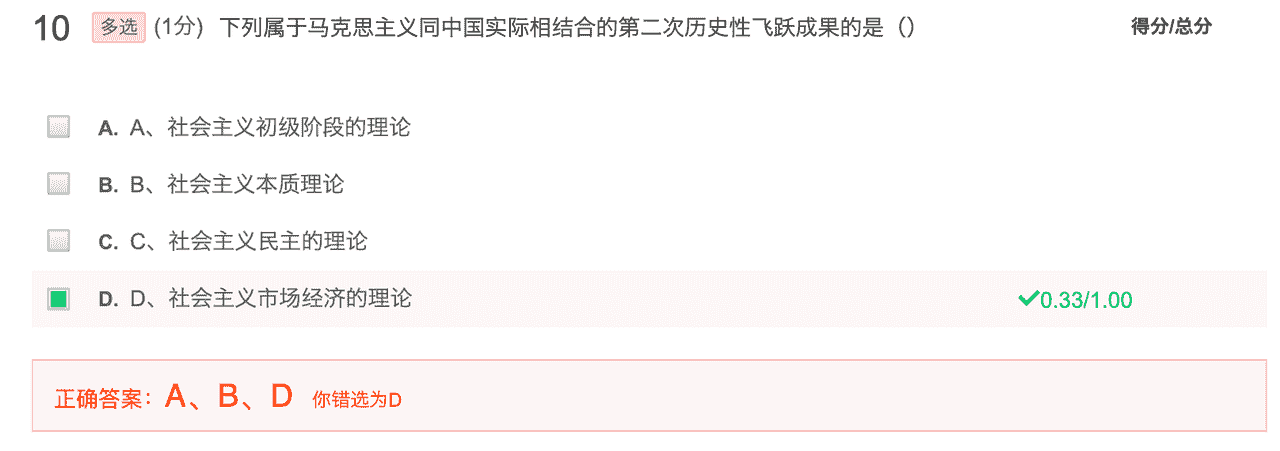 10 多选 (1分) 下列属于马克思主义同中国实际相结合的第二次历史性飞跃成果的是（） 得分/总分
A. A、社会主义初级阶段的理论
B. B、社会主义本质理论
C. C、社会主义民主的理论
D. D、社会主义市场经济的理论 0.33/1.00
正确答案：A、B、D 你错选为D